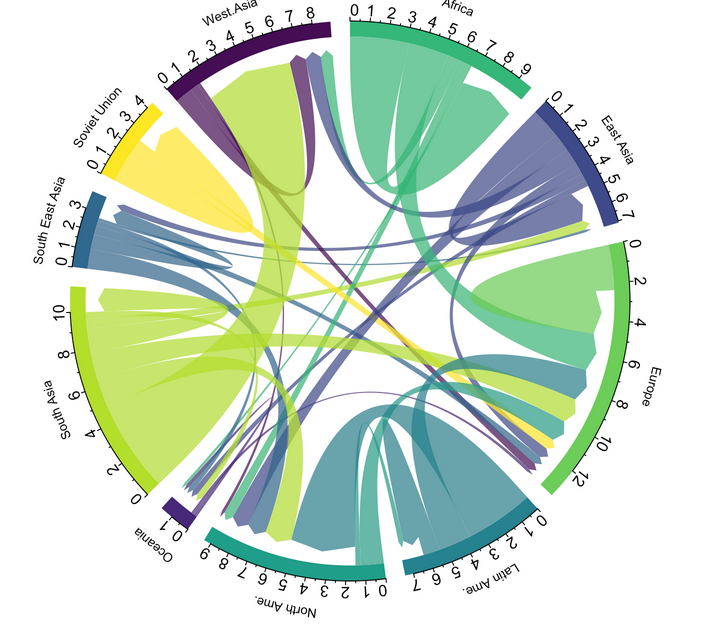 West.Asia
0 1 2 3 4 5 6 7 8
Africa
0 1 2 3 4 5 6 7 8 9
East Asia
0 1 2 3 4 5 6 7
Europe
0 2 4 6 8 10 12
Latin Ame.
0 1 2 3 4 5 6 7
North Ame.
0 1 2 3 4 5 6 7 8 9
Oceania
0 1
South Asia
0 2 4 6 8 10
South East Asia
0 1 2 3
Soviet Union
0 1 2 3 4